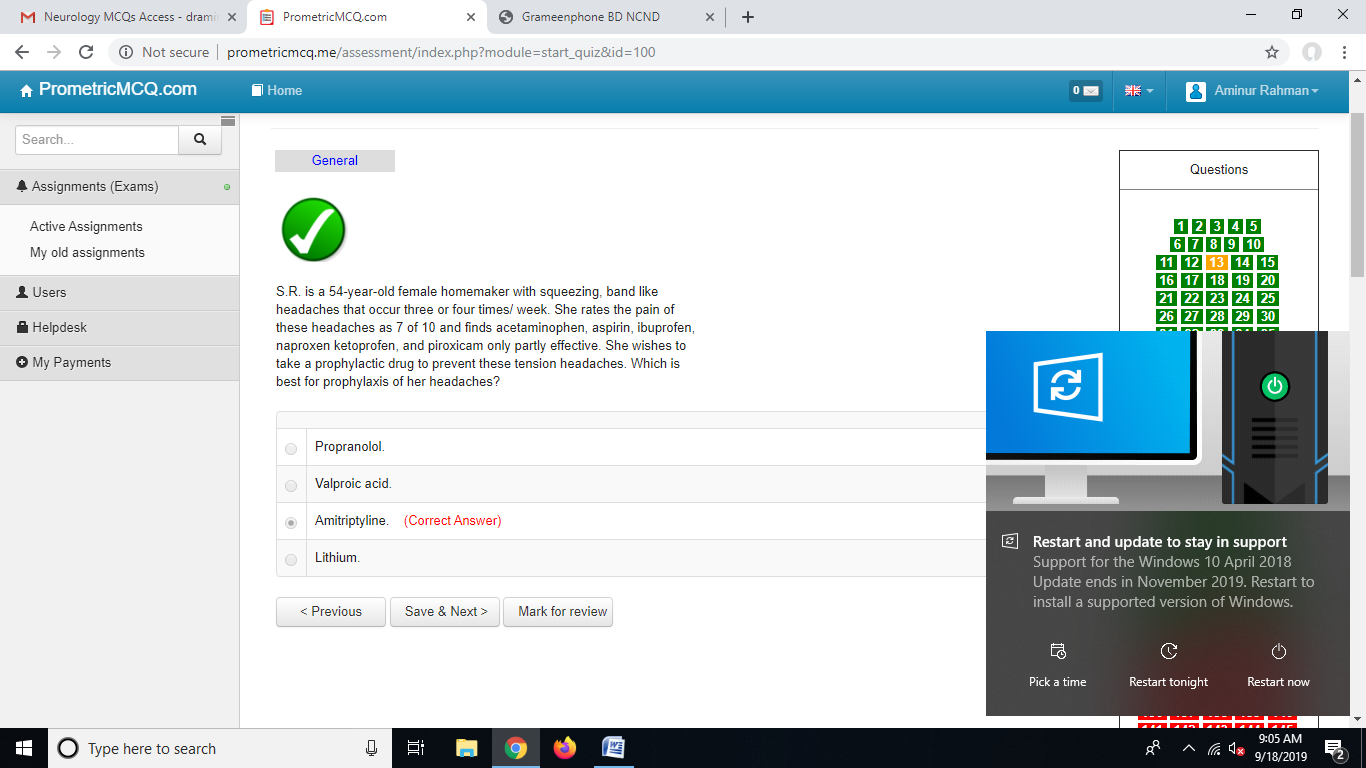 Neurology MCQs Access - drami
PrometricMCQ.com
Grameenphone BD NCND
Not secure | prometricmcq.me/assessment/index.php?module=start_quiz&id=100
PrometricMCQ.com
Home
0
Aminur Rahman
Search...
Assignments (Exams)
Active Assignments
My old assignments
Users
Helpdesk
My Payments
General
S.R. is a 54-year-old female homemaker with squeezing, band like
headaches that occur three or four times/ week. She rates the pain of
these headaches as 7 of 10 and finds acetaminophen, aspirin, ibuprofen,
naproxen ketoprofen, and piroxicam only partly effective. She wishes to
take a prophylactic drug to prevent these tension headaches. Which is
best for prophylaxis of her headaches?
Propranolol.
Valproic acid.
Amitriptyline. (Correct Answer)
Lithium.
< Previous
Save & Next >
Mark for review
Questions
1 2 3 4 5
6 7 8 9 10
11 12 13 14 15
16 17 18 19 20
21 22 23 24 25
26 27 28 29 30
Restart and update to stay in support
Support for the Windows 10 April 2018
Update ends in November 2019. Restart to
install a supported version of Windows.
Pick a time
Restart tonight
Restart now
Type here to search
9:05 AM
9/18/2019
2